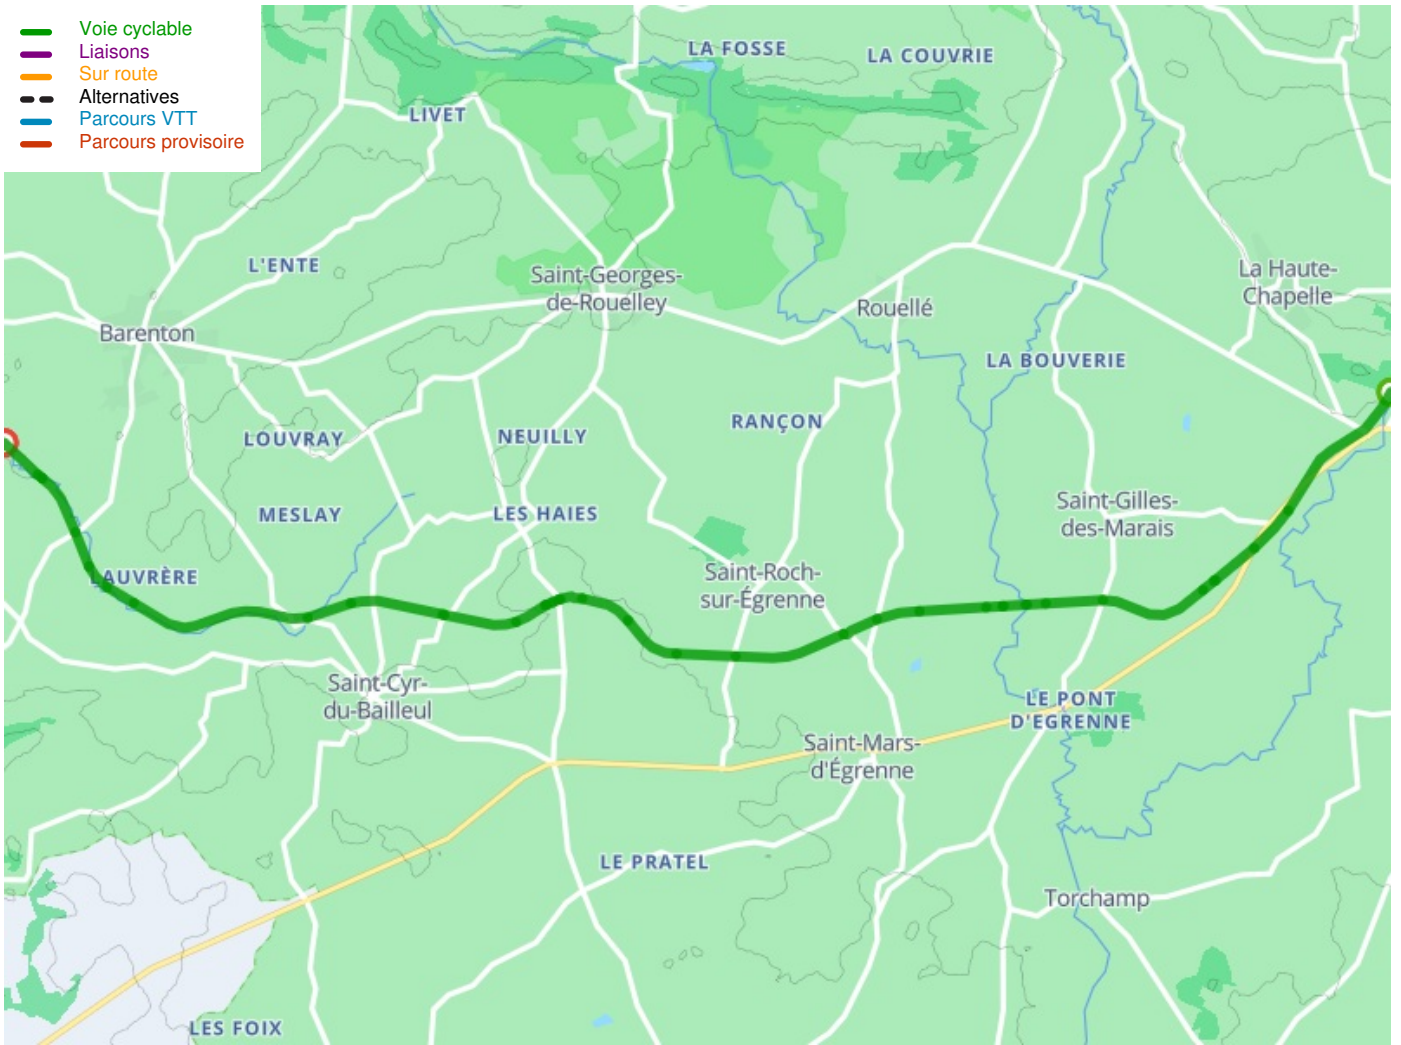 Voie cyclable
Liaisons
Sur route
Alternatives
Parcours VTT
Parcours provisoire
LA FOSSE
LA COUVRIE
LIVET
L'ENTE
Saint-Georges-
de-Rouelley
La Haute-
Chapelle
Rouellé
Barenton
LA BOUVERIE
RANÇON
LOUVRAY
NEUILLY
MESLAY
LES HAIES
Saint-Gilles-
des-Marais
LAUVRÈRE
Saint-Roch-
sur-Égrenne
Saint-Cyr-
du-Bailleul
LE PONT
D'EGRENNE
Saint-Mars-
d'Égrenne
LE PRATEL
Torchamp
LES FOIX